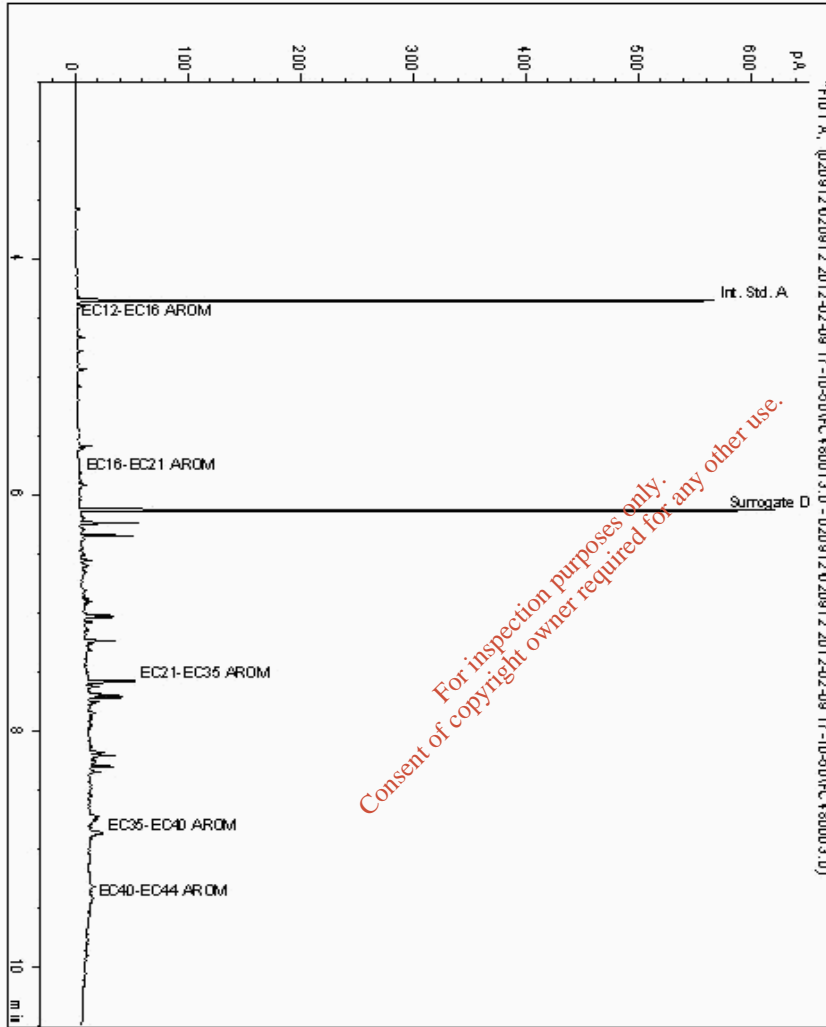 pA
600
500
400
300
200
100
0
Int. Std. A
EC12-EC16 AROM
EC16-EC21 AROM
Surrogate D
EC21-EC35 AROM
EC35-EC40 AROM
EC40-EC44 AROM
4
6
8
10
min
For inspection purposes only.
Consent of copyright owner required for any other use.